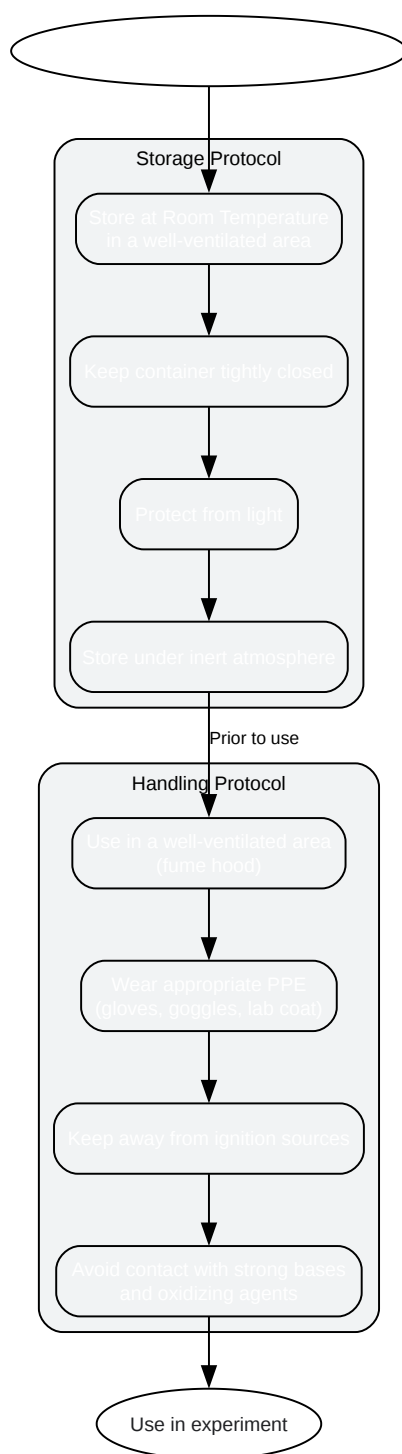 Storage Protocol
Store at Room Temperature
in a well-ventilated area
Keep container tightly closed
Protect from light
Store under inert atmosphere
Prior to use
Handling Protocol
Use in a well-ventilated area
(fume hood)
Wear appropriate PPE
(gloves, goggles, lab coat)
Keep away from ignition sources
Avoid contact with strong bases
and oxidizing agents
Use in experiment